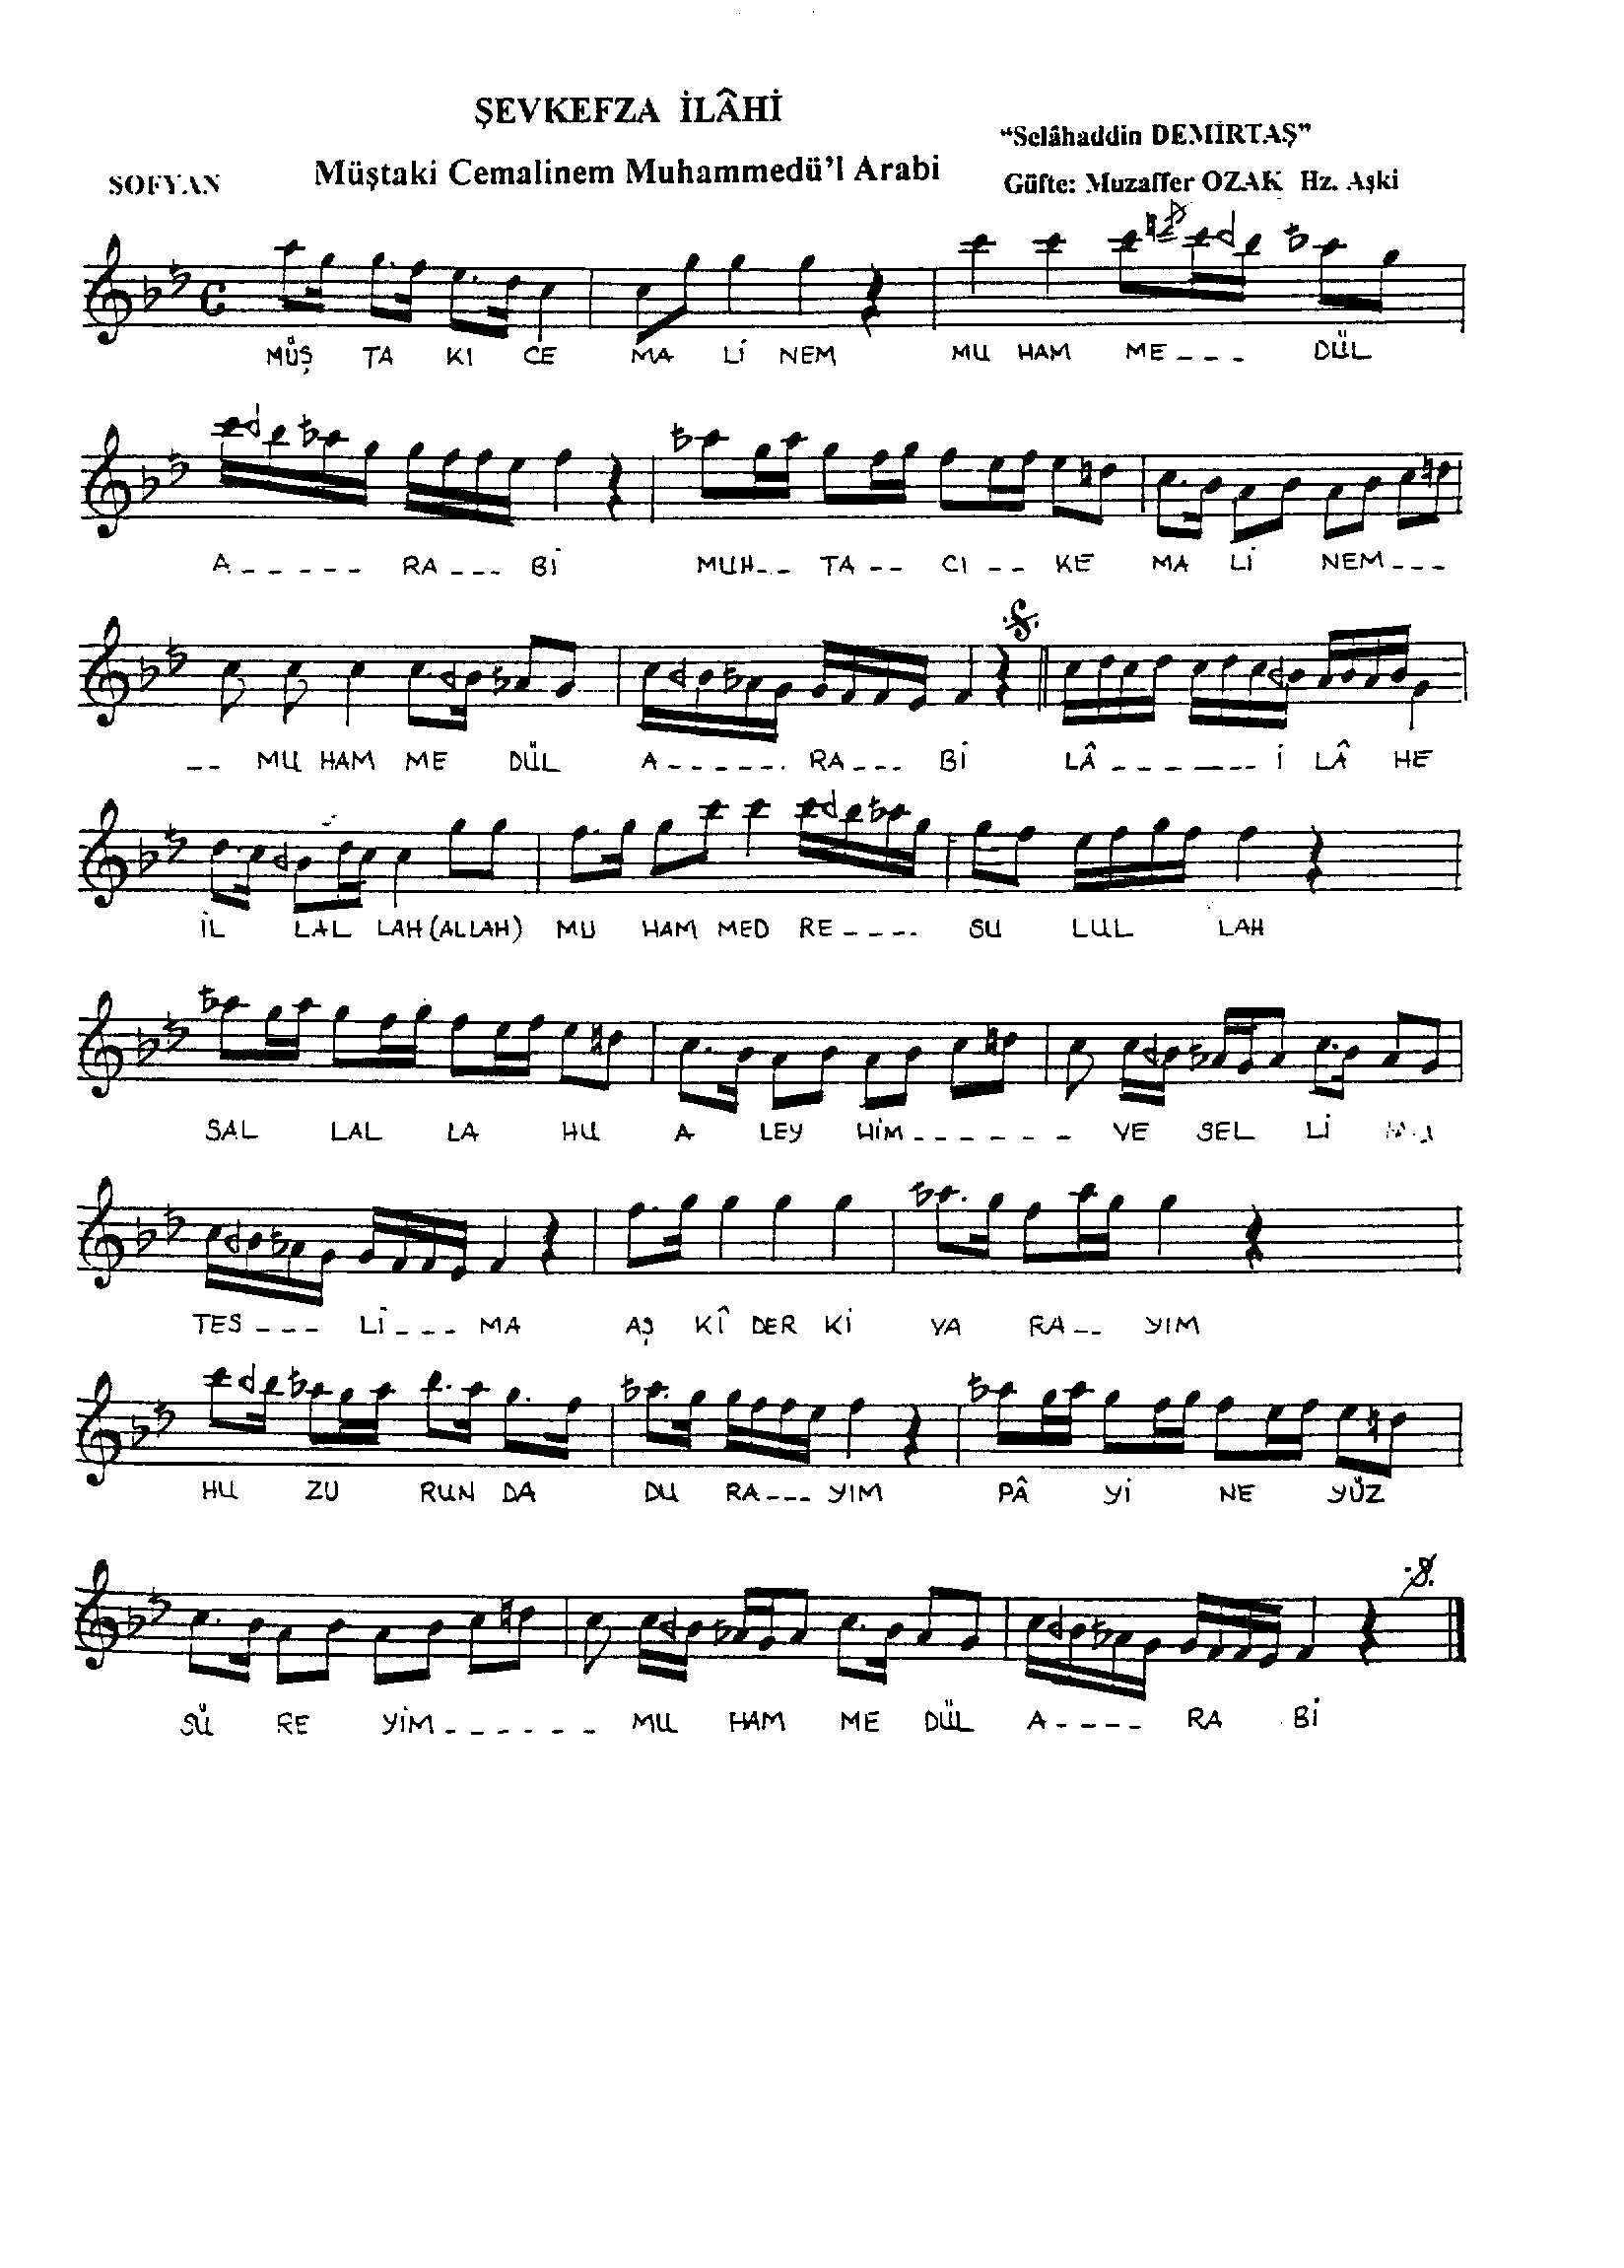 ŞEVKEFZA İLÂHİ
"Selâhaddin DEMİRTAŞ"
SOFYAN Müştaki Cemalinem Muhammedü'l Arabi Güfte: Muzaffer OZAK Hz. Aşki
MÜŞ TA KI CE MA Lİ NEM MU HAM ME _ _ _ DÜL
A _ _ _ _ _ RA _ _ _ Bİ MUH _ _ TA _ _ CI _ _ KE MA Lİ NEM _ _ _
_ _ MU HAM ME DÜL A _ _ _ _ _ . RA _ _ _ Bİ LÂ _ _ _ _ _ İ LÂ HE
İL LAL LAH (ALLAH) MU HAM MED RE _ _ _ . SU LUL LAH
SAL LAL LA HU A LEY HİM _ _ _ _ _ _ VE SEL Lİ
TES _ _ _ Lİ _ _ _ MA AŞ KÎ DER Kİ VA RA _ _ YIM
HU ZU RUN DA DU RA _ _ _ YIM PÂ Yİ NE YÜZ
SÜ RE YİM _ _ _ _ _ _ MU HAM ME DÜL A _ _ _ _ RA Bİ